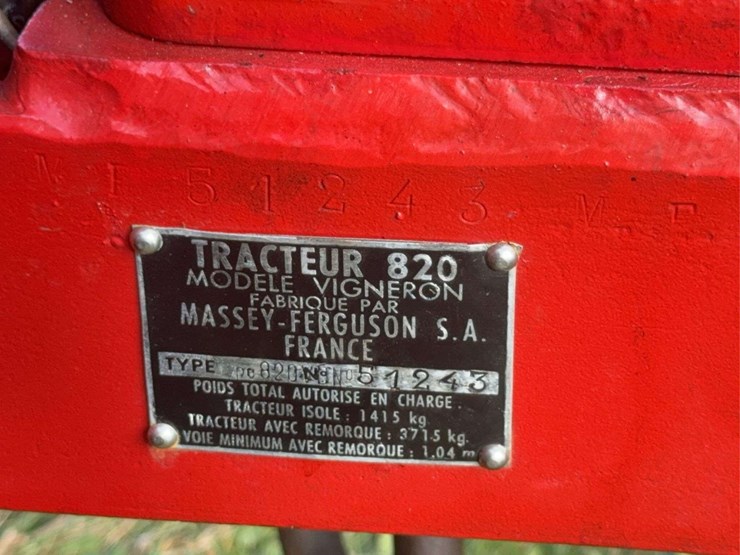 M F 51243 M F
TRACTEUR 820
MODELE VIGNERON
FABRIQUE PAR
MASSEY-FERGUSON S.A.
FRANCE
TYPE 820 No 51243
POIDS TOTAL AUTORISE EN CHARGE.
TRACTEUR ISOLE : 1415 kg.
TRACTEUR AVEC REMORQUE : 3715 kg.
VOIE MINIMUM AVEC REMORQUE : 1.04 m